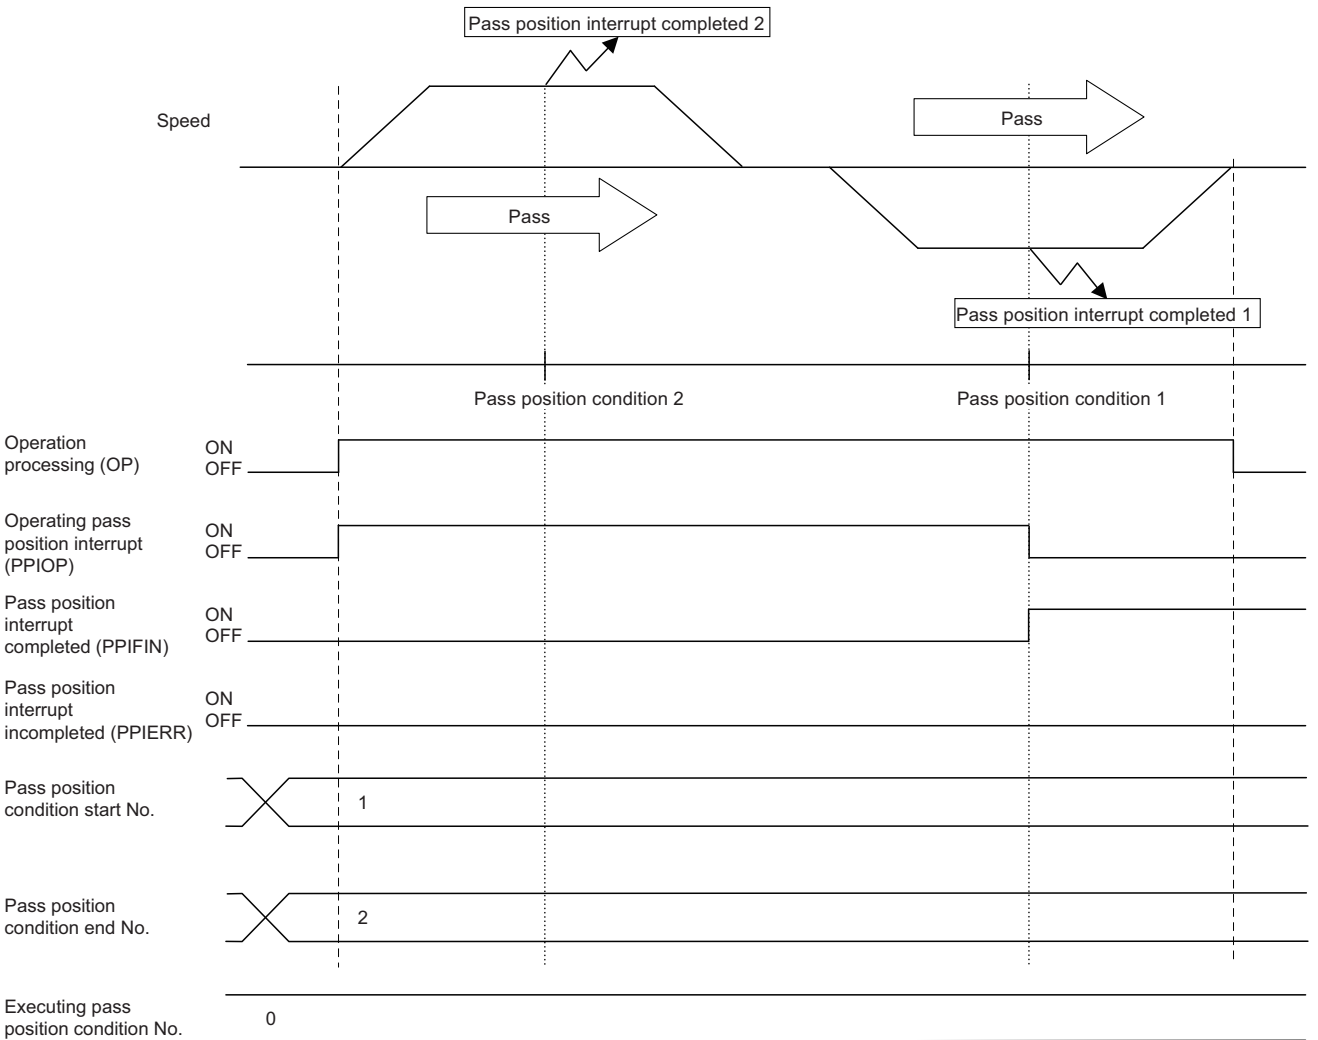 Pass position interrupt completed 2
Speed
Pass
Pass
Pass position interrupt completed 1
Pass position condition 2
Pass position condition 1
Operation
processing (OP)
ON
OFF
Operating pass
position interrupt
(PPIOP)
ON
OFF
Pass position
interrupt
completed (PPIFIN)
ON
OFF
Pass position
interrupt
incompleted (PPIERR)
ON
OFF
Pass position
condition start No.
1
Pass position
condition end No.
2
Executing pass
position condition No.
0